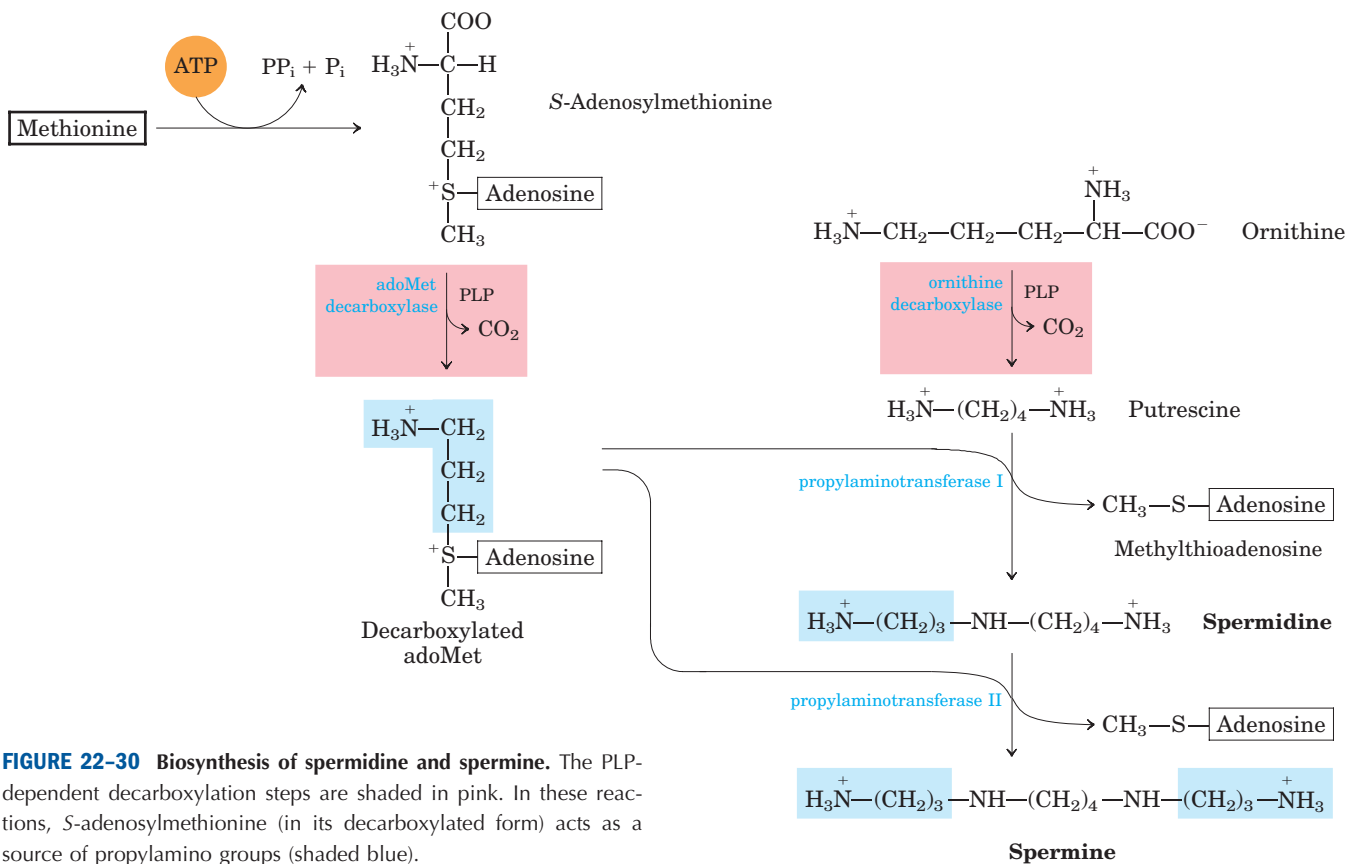 ATP
PPi + Pi
Methionine
COO
H3N+—C—H
CH2
CH2
+S—Adenosine
CH3
S-Adenosylmethionine
adoMet
decarboxylase
PLP
CO2
H3N+—CH2
CH2
CH2
+S—Adenosine
CH3
Decarboxylated
adoMet
+NH3
H3N+—CH2—CH2—CH2—CH—COO− Ornithine
ornithine
decarboxylase
PLP
CO2
H3N+—(CH2)4—N+H3 Putrescine
propylaminotransferase I
CH3—S—Adenosine
Methylthioadenosine
H3N+—(CH2)3—NH—(CH2)4—N+H3 Spermidine
propylaminotransferase II
CH3—S—Adenosine
H3N+—(CH2)3—NH—(CH2)4—NH—(CH2)3—N+H3
Spermine
FIGURE 22–30 Biosynthesis of spermidine and spermine. The PLP-
dependent decarboxylation steps are shaded in pink. In these reac-
tions, S-adenosylmethionine (in its decarboxylated form) acts as a
source of propylamino groups (shaded blue).